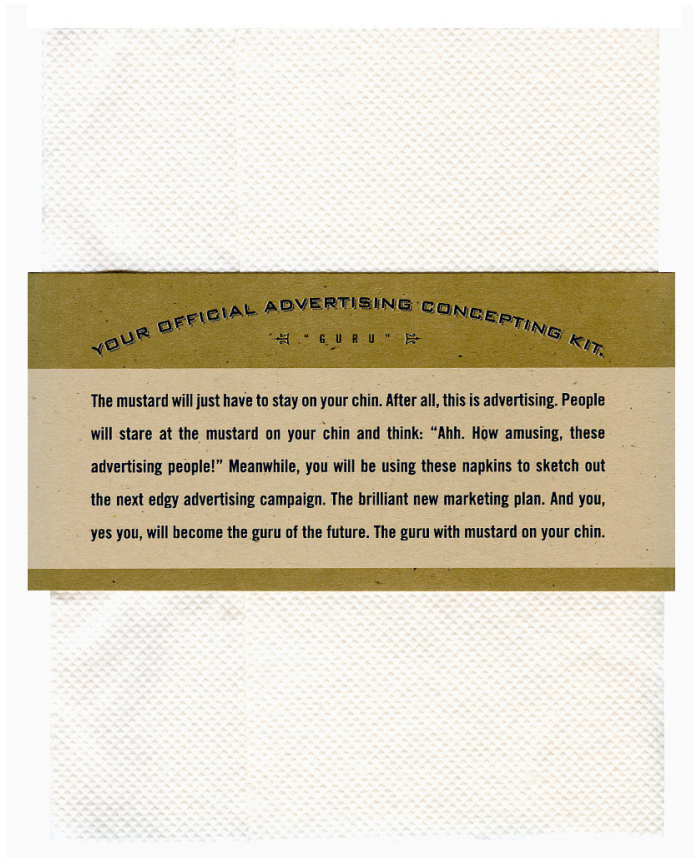 YOUR OFFICIAL ADVERTISING CONCEPTING KIT.
"GURU"
The mustard will just have to stay on your chin. After all, this is advertising. People
will stare at the mustard on your chin and think: “Ahh. How amusing, these
advertising people!” Meanwhile, you will be using these napkins to sketch out
the next edgy advertising campaign. The brilliant new marketing plan. And you,
yes you, will become the guru of the future. The guru with mustard on your chin.